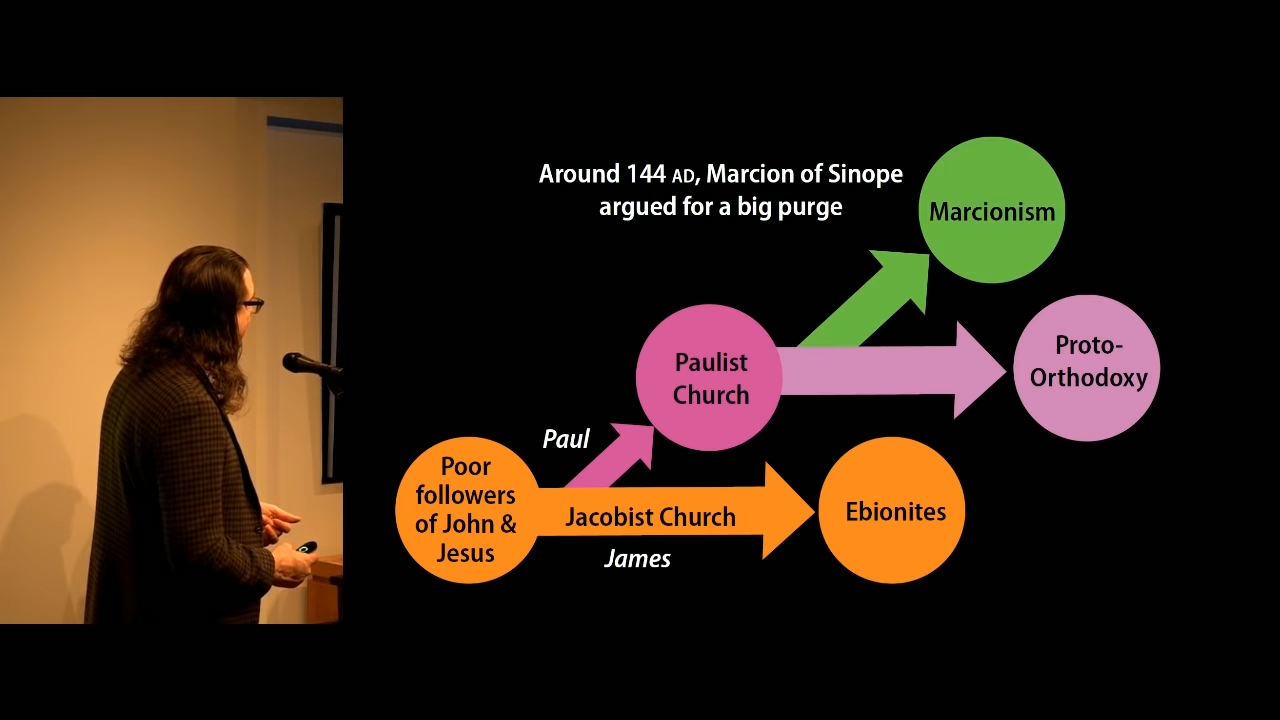 Around 144 AD, Marcion of Sinope
argued for a big purge
Marcionism
Paulist
Church
Proto-
Orthodoxy
Paul
Poor
followers
of John &
Jesus
Jacobist Church
James
Ebionites